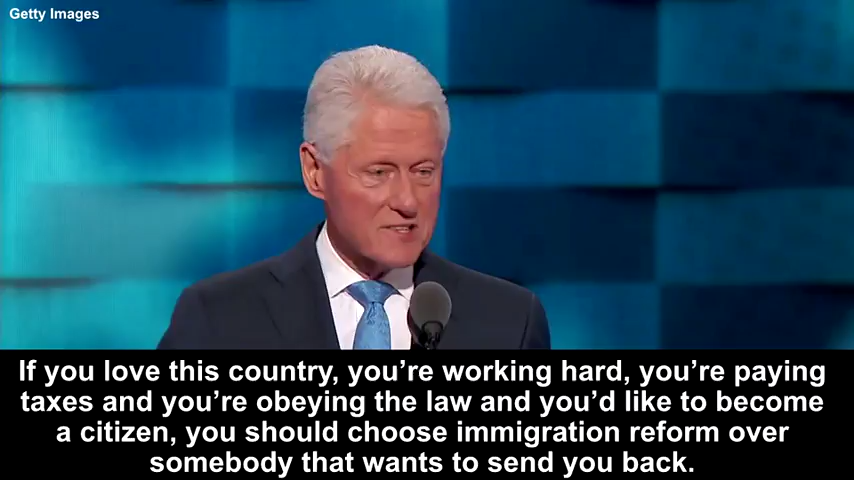 Getty Images
If you love this country, you’re working hard, you’re paying
taxes and you’re obeying the law and you’d like to become
a citizen, you should choose immigration reform over
somebody that wants to send you back.